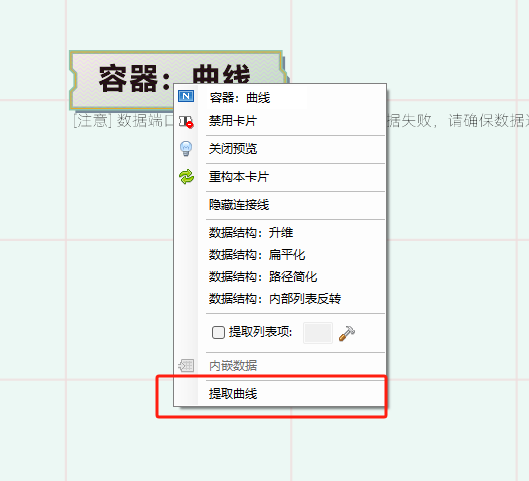 容器：曲线
[注意] 数据端口
据失败，请确保数据
容器：曲线
禁用卡片
关闭预览
重构本卡片
隐藏连接线
数据结构：升维
数据结构：扁平化
数据结构：路径简化
数据结构：内部列表反转
提取列表项：
内嵌数据
提取曲线